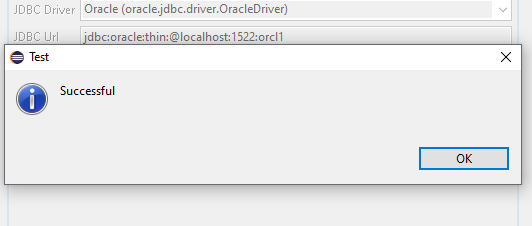 JDBC Driver Oracle (oracle.jdbc.driver.OracleDriver)
JDBC Url jdbc:oracle:thin:@localhost:1522:orcl1
Test
Successful
OK